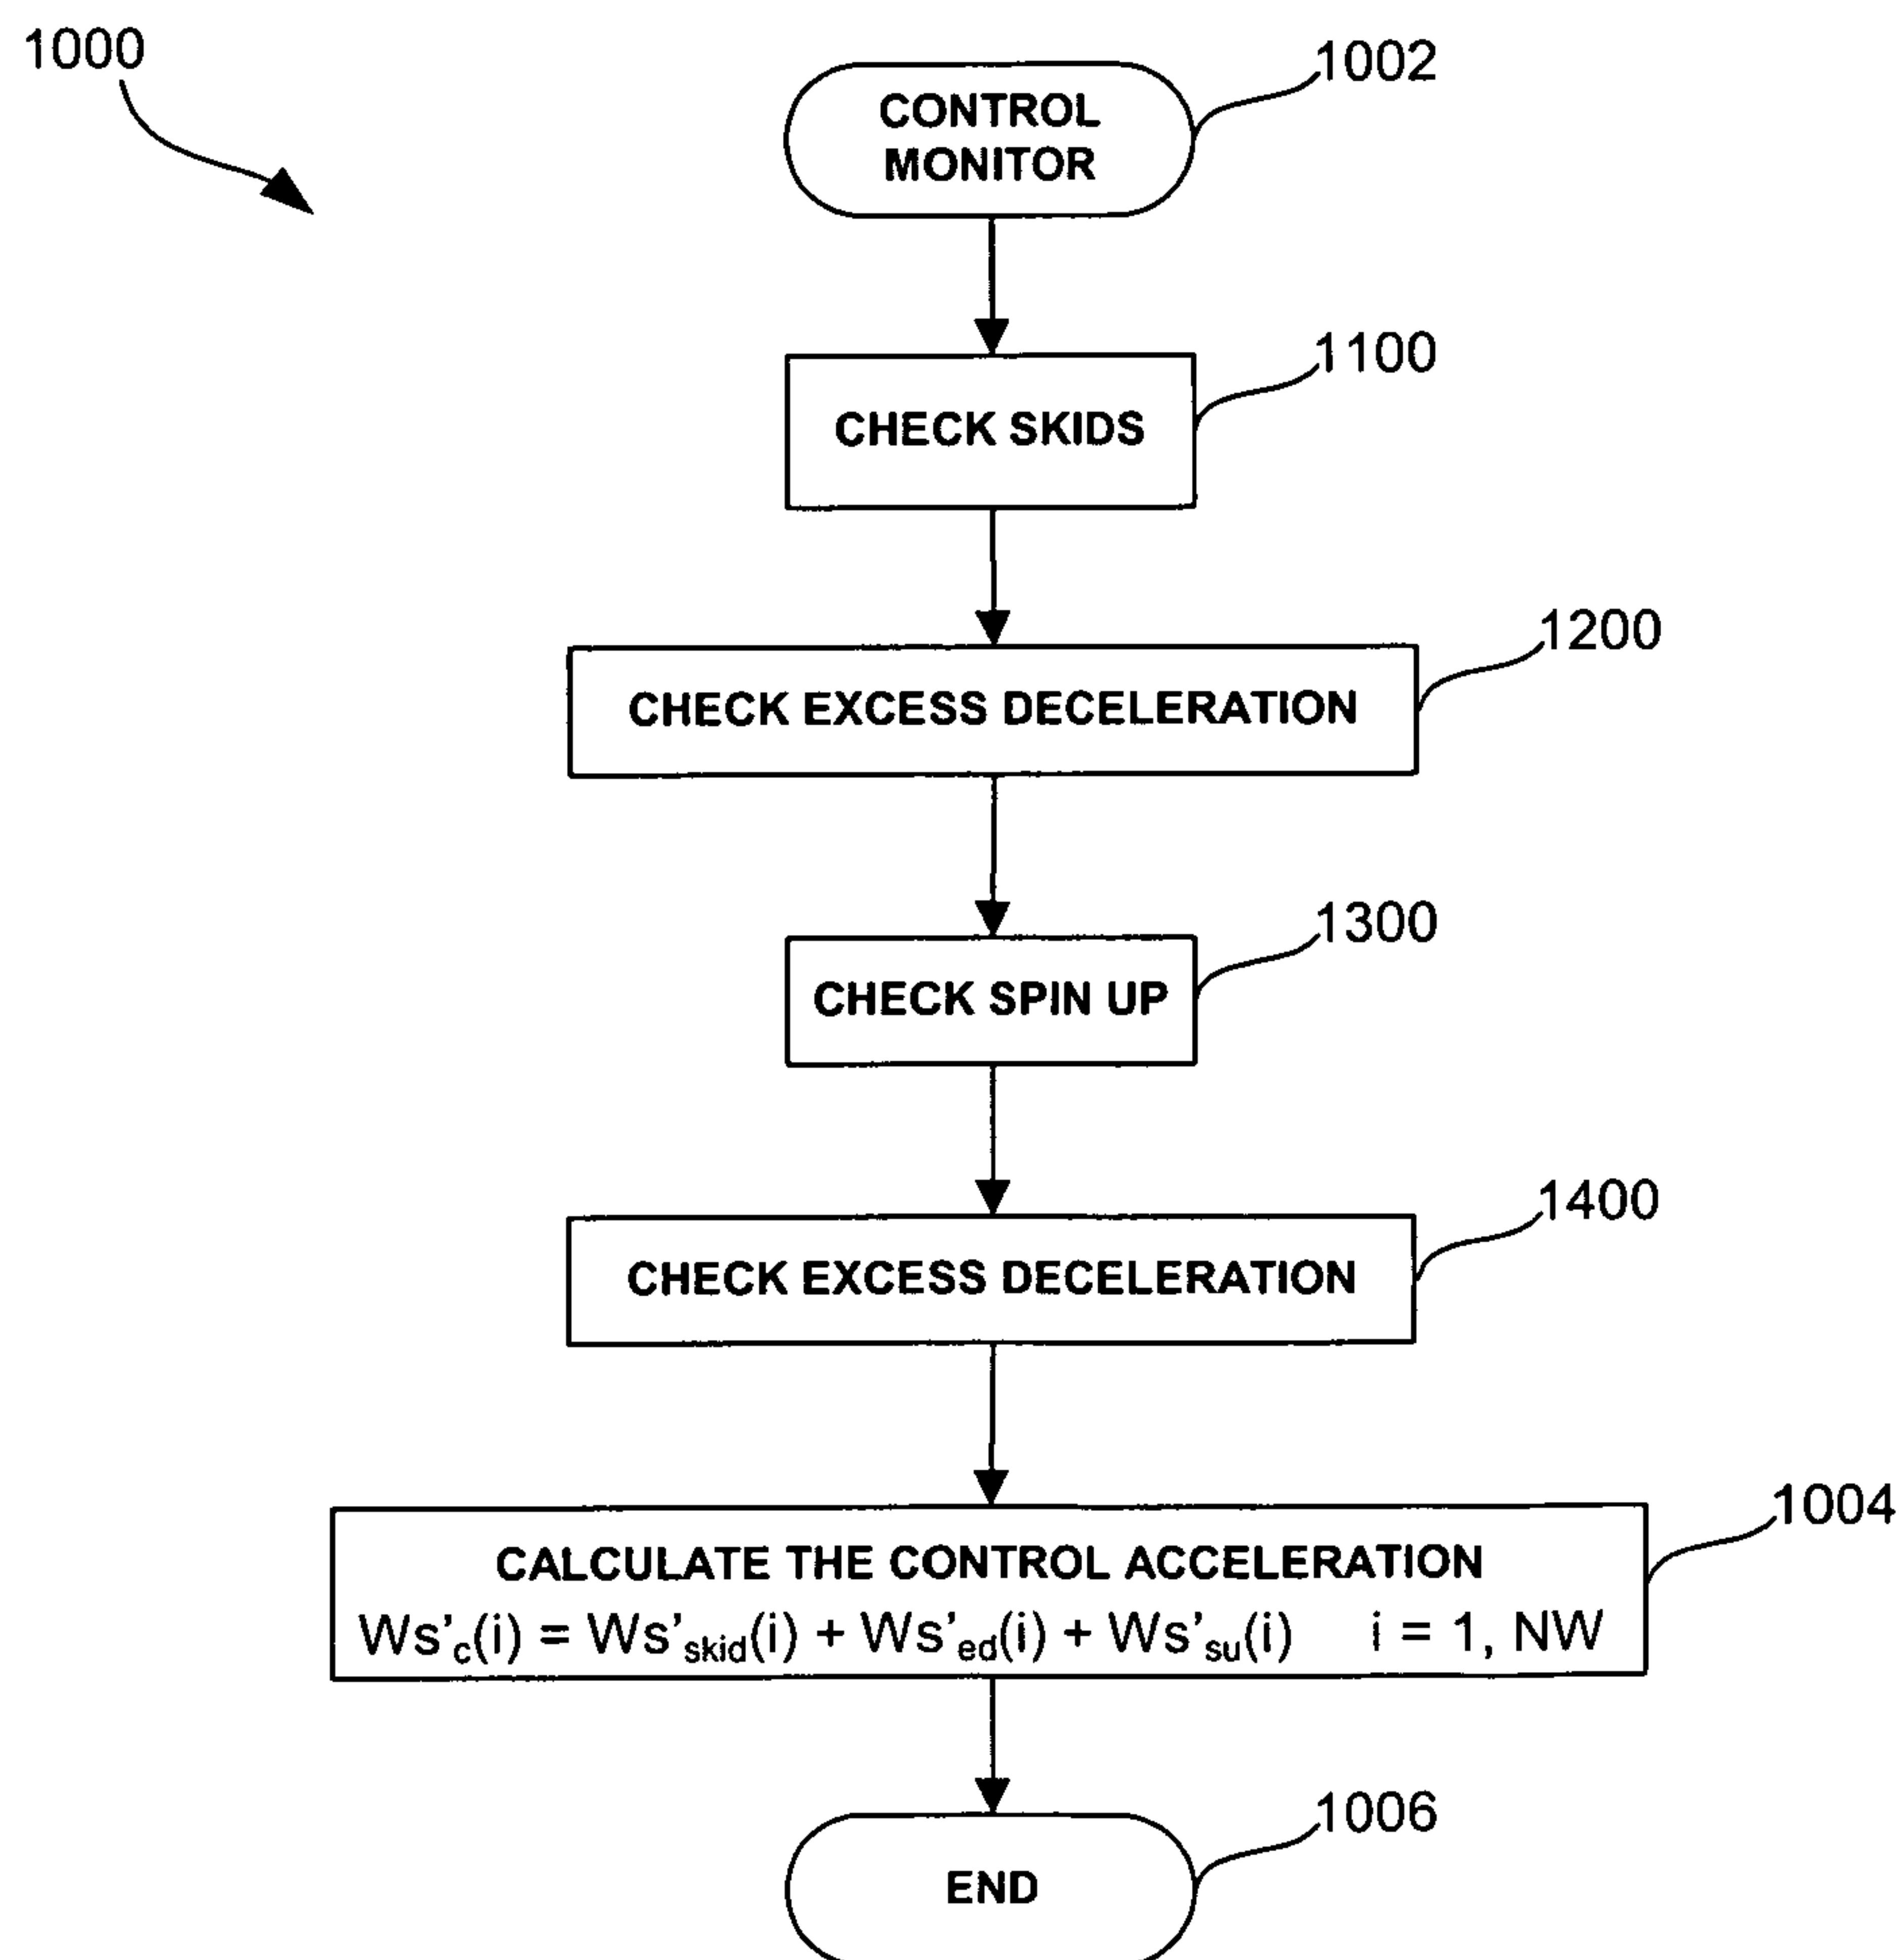 1000
1002
CONTROL
MONITOR
1100
CHECK SKIDS
1200
CHECK EXCESS DECELERATION
1300
CHECK SPIN UP
1400
CHECK EXCESS DECELERATION
1004
CALCULATE THE CONTROL ACCELERATION
Ws'c(i) = Ws'skid(i) + Ws'ed(i) + Ws'su(i) i = 1, NW
1006
END